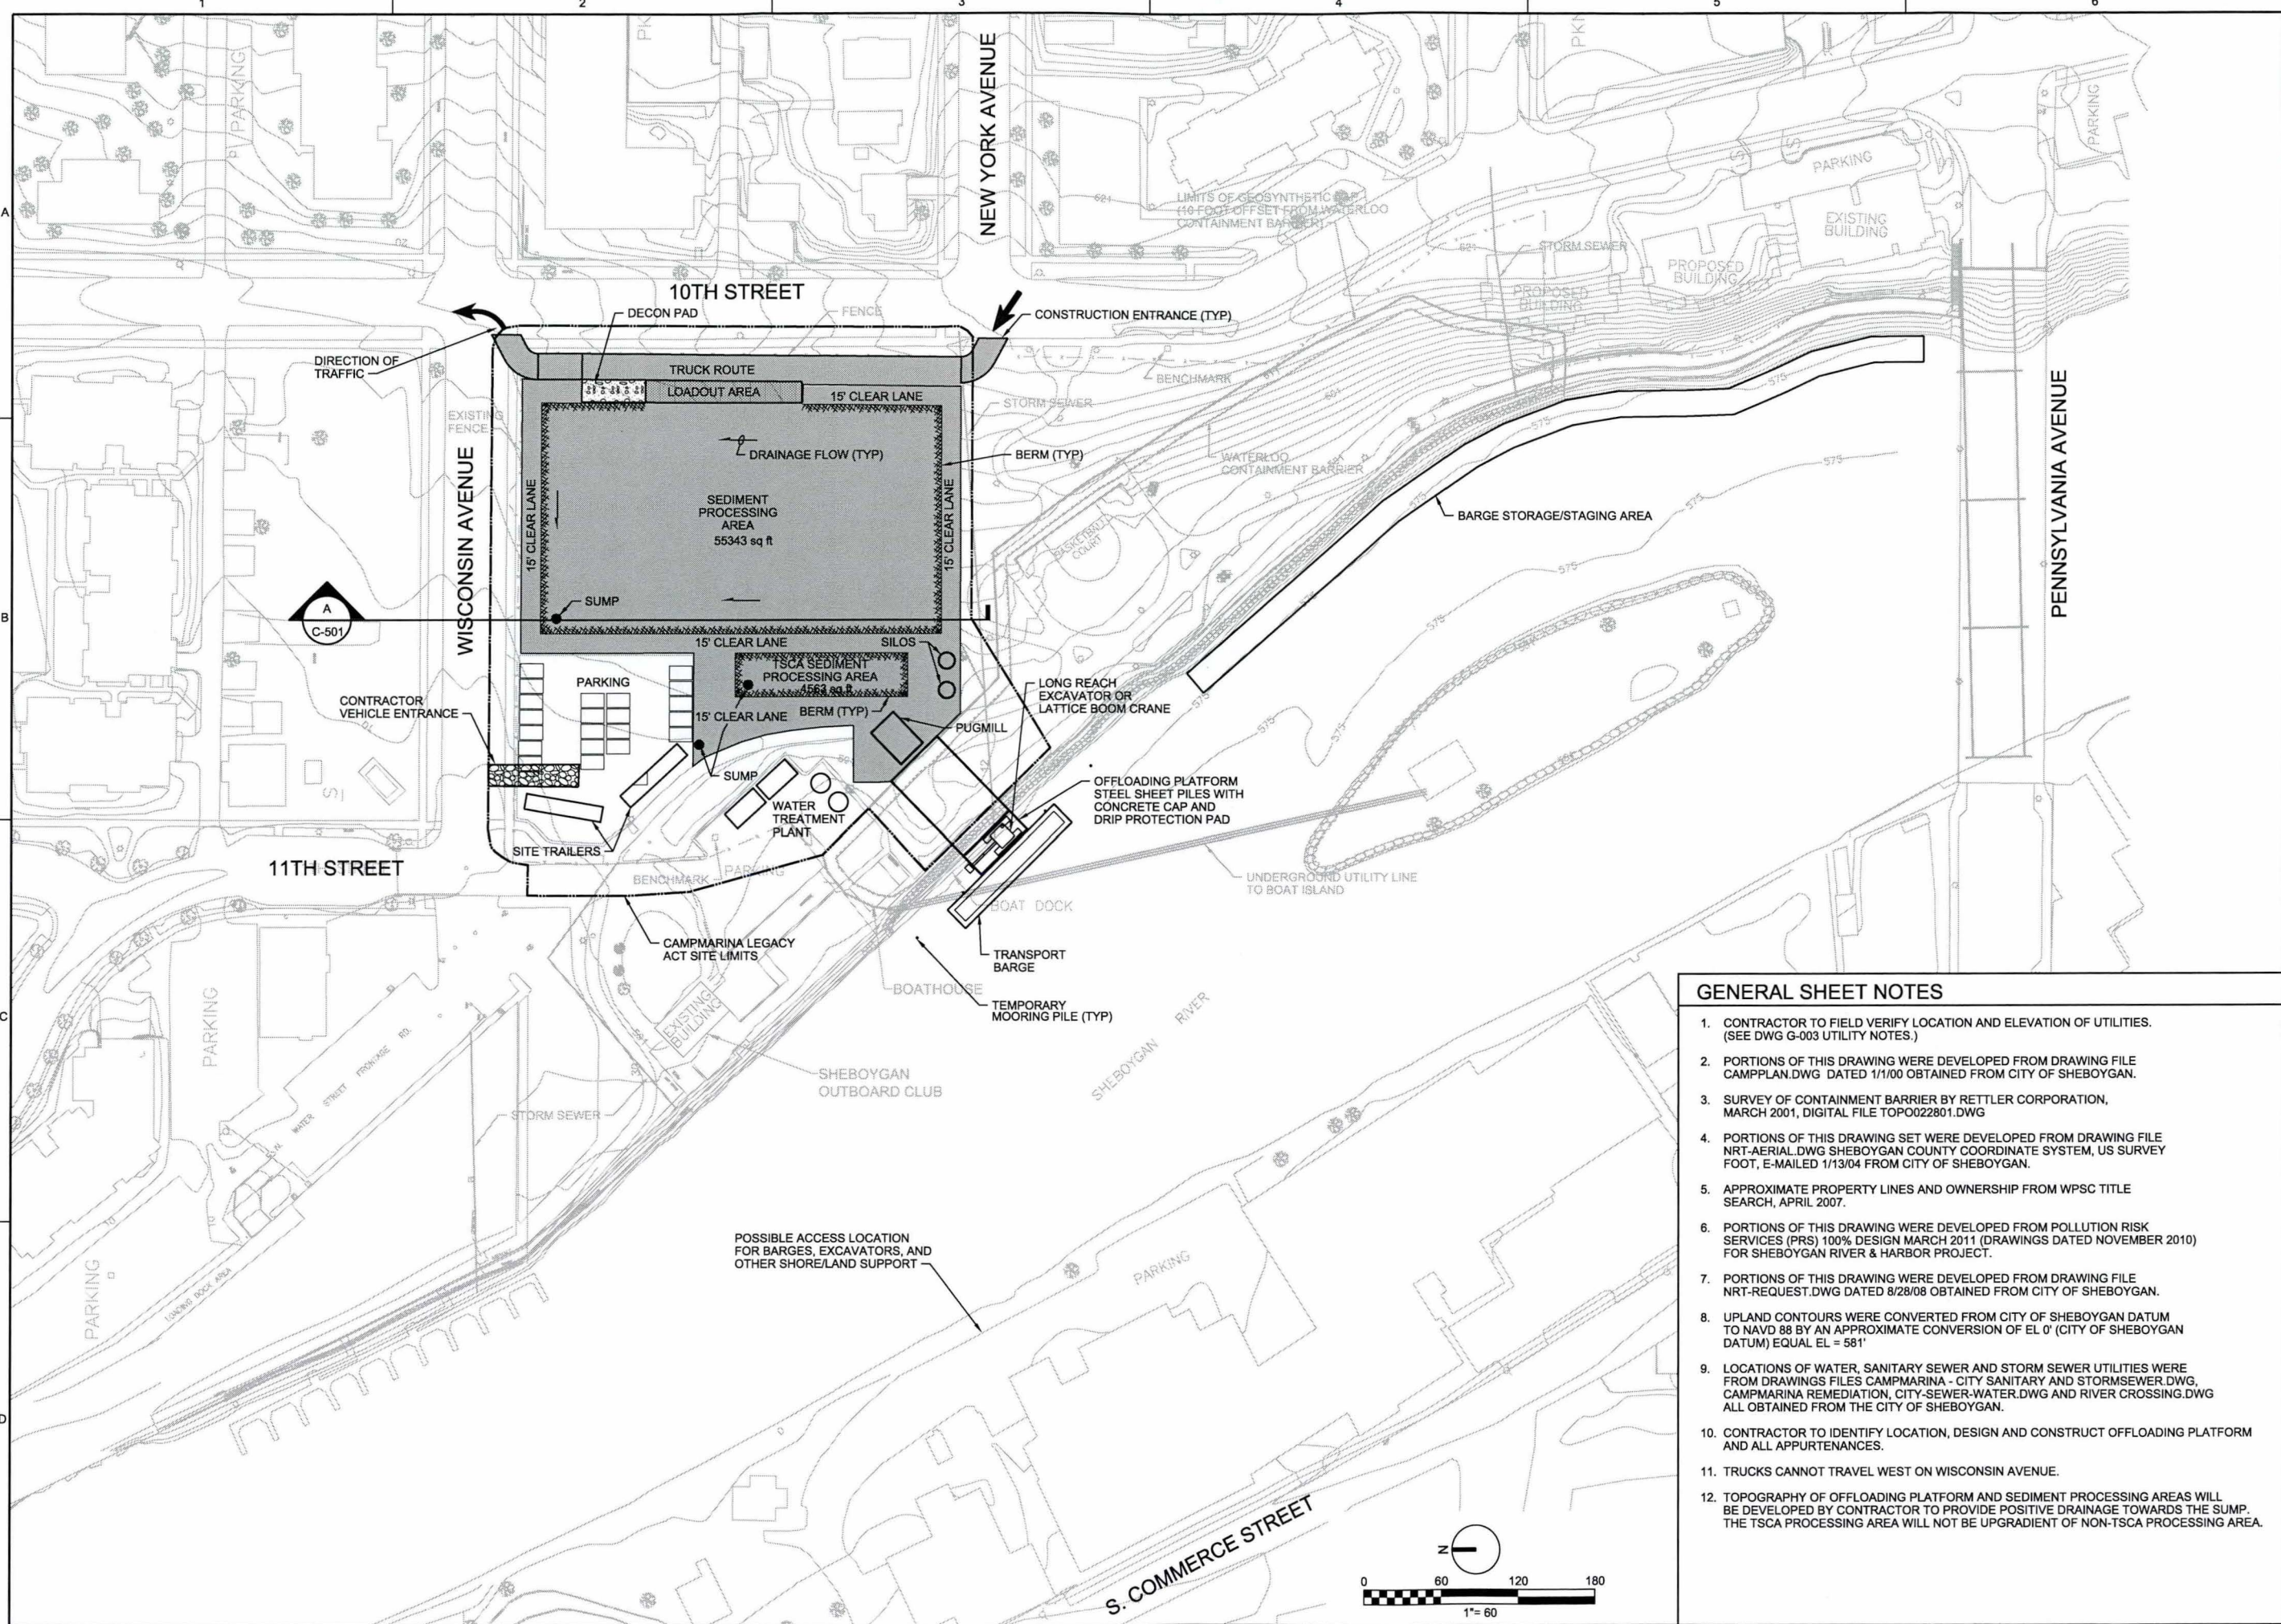 1
2
3
4
5
6
A
B
C
D
PARKING
NEW YORK AVENUE
PARKING
PARKING
LIMITS OF GEOSYNTHETIC CAP
(10 FOOT OFFSET FROM WATERLOO
CONTAINMENT BARRIER)
621
621
STORM SEWER
EXISTING
BUILDING
PROPOSED
BUILDING
PROPOSED
BUILDING
10TH STREET
DECON PAD
FENCE
CONSTRUCTION ENTRANCE (TYP)
DIRECTION OF
TRAFFIC
TRUCK ROUTE
LOADOUT AREA
15' CLEAR LANE
BENCHMARK
STORM SEWER
EXISTING
FENCE
WISCONSIN AVENUE
DRAINAGE FLOW (TYP)
BERM (TYP)
WATERLOO
CONTAINMENT BARRIER
575
575
575
575
575
575
575
PENNSYLVANIA AVENUE
15' CLEAR LANE
SEDIMENT
PROCESSING
AREA
55343 sq ft
15' CLEAR LANE
BASKETBALL
COURT
BARGE STORAGE/STAGING AREA
A
C-501
SUMP
15' CLEAR LANE
SILOS
TSCA SEDIMENT
PROCESSING AREA
4563 sq ft
PARKING
CONTRACTOR
VEHICLE ENTRANCE
15' CLEAR LANE
BERM (TYP)
LONG REACH
EXCAVATOR OR
LATTICE BOOM CRANE
PUGMILL
SUMP
OFFLOADING PLATFORM
STEEL SHEET PILES WITH
CONCRETE CAP AND
DRIP PROTECTION PAD
WATER
TREATMENT
PLANT
SITE TRAILERS
11TH STREET
BENCHMARK
PARKING
UNDERGROUND UTILITY LINE
TO BOAT ISLAND
BOAT DOCK
CAMPMARINA LEGACY
ACT SITE LIMITS
TRANSPORT
BARGE
BOATHOUSE
TEMPORARY
MOORING PILE (TYP)
EXISTING
BUILDING
SHEBOYGAN RIVER
SHEBOYGAN
OUTBOARD CLUB
PARKING
N. WATER STREET FRONTAGE RD.
STORM SEWER
PARKING
LOADING DOCK AREA
POSSIBLE ACCESS LOCATION
FOR BARGES, EXCAVATORS, AND
OTHER SHORE/LAND SUPPORT
PARKING
S. COMMERCE STREET
N
0 60 120 180
1"= 60
GENERAL SHEET NOTES
1. CONTRACTOR TO FIELD VERIFY LOCATION AND ELEVATION OF UTILITIES.
(SEE DWG G-003 UTILITY NOTES.)
2. PORTIONS OF THIS DRAWING WERE DEVELOPED FROM DRAWING FILE
CAMPPLAN.DWG DATED 1/1/00 OBTAINED FROM CITY OF SHEBOYGAN.
3. SURVEY OF CONTAINMENT BARRIER BY RETTLER CORPORATION,
MARCH 2001, DIGITAL FILE TOPO022801.DWG
4. PORTIONS OF THIS DRAWING SET WERE DEVELOPED FROM DRAWING FILE
NRT-AERIAL.DWG SHEBOYGAN COUNTY COORDINATE SYSTEM, US SURVEY
FOOT, E-MAILED 1/13/04 FROM CITY OF SHEBOYGAN.
5. APPROXIMATE PROPERTY LINES AND OWNERSHIP FROM WPSC TITLE
SEARCH, APRIL 2007.
6. PORTIONS OF THIS DRAWING WERE DEVELOPED FROM POLLUTION RISK
SERVICES (PRS) 100% DESIGN MARCH 2011 (DRAWINGS DATED NOVEMBER 2010)
FOR SHEBOYGAN RIVER & HARBOR PROJECT.
7. PORTIONS OF THIS DRAWING WERE DEVELOPED FROM DRAWING FILE
NRT-REQUEST.DWG DATED 8/28/08 OBTAINED FROM CITY OF SHEBOYGAN.
8. UPLAND CONTOURS WERE CONVERTED FROM CITY OF SHEBOYGAN DATUM
TO NAVD 88 BY AN APPROXIMATE CONVERSION OF EL 0' (CITY OF SHEBOYGAN
DATUM) EQUAL EL = 581'
9. LOCATIONS OF WATER, SANITARY SEWER AND STORM SEWER UTILITIES WERE
FROM DRAWINGS FILES CAMPMARINA - CITY SANITARY AND STORMSEWER.DWG,
CAMPMARINA REMEDIATION, CITY-SEWER-WATER.DWG AND RIVER CROSSING.DWG
ALL OBTAINED FROM THE CITY OF SHEBOYGAN.
10. CONTRACTOR TO IDENTIFY LOCATION, DESIGN AND CONSTRUCT OFFLOADING PLATFORM
AND ALL APPURTENANCES.
11. TRUCKS CANNOT TRAVEL WEST ON WISCONSIN AVENUE.
12. TOPOGRAPHY OF OFFLOADING PLATFORM AND SEDIMENT PROCESSING AREAS WILL
BE DEVELOPED BY CONTRACTOR TO PROVIDE POSITIVE DRAINAGE TOWARDS THE SUMP.
THE TSCA PROCESSING AREA WILL NOT BE UPGRADIENT OF NON-TSCA PROCESSING AREA.